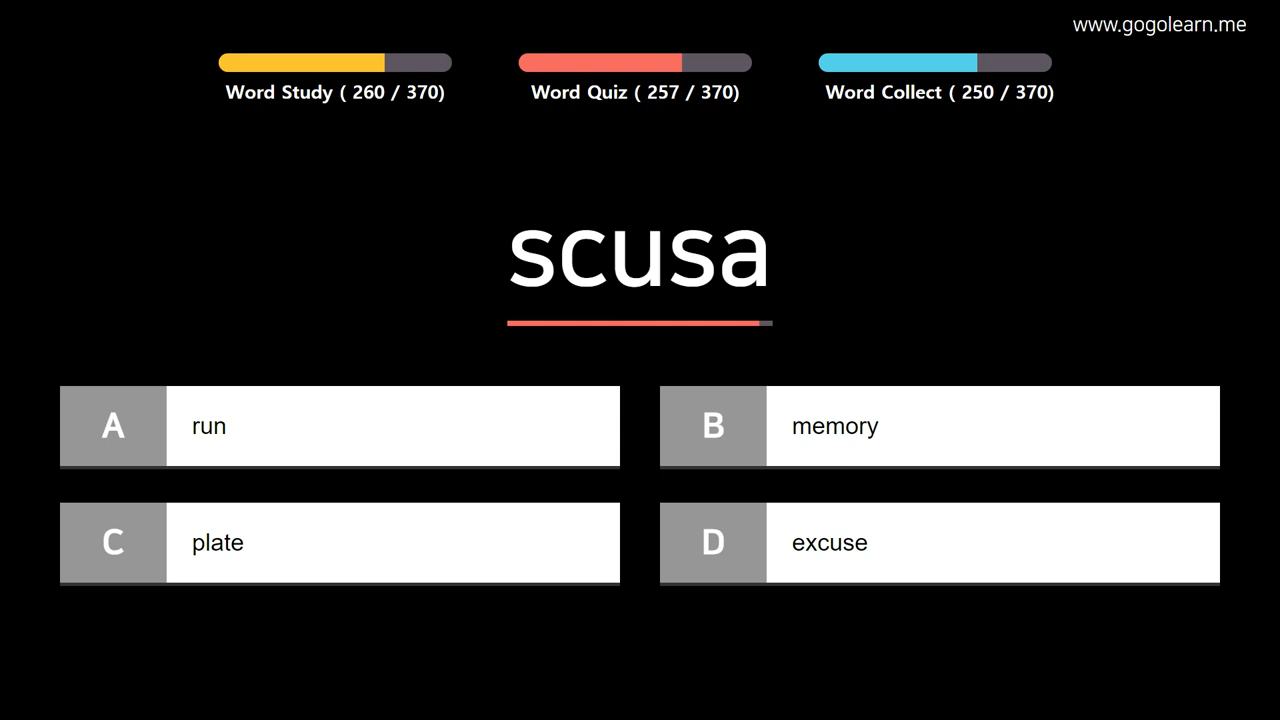 www.gogolearn.me
Word Study ( 260 / 370)
Word Quiz ( 257 / 370)
Word Collect ( 250 / 370)
scusa
A run
B memory
C plate
D excuse